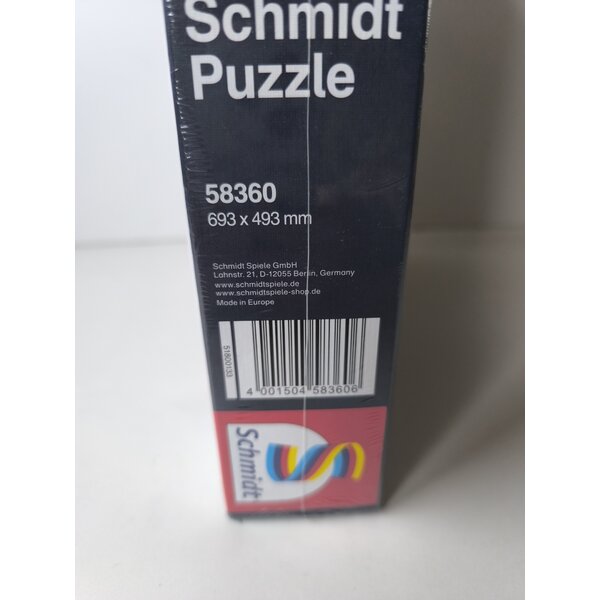 Schmidt
Puzzle
58360
693 x 493 mm
Schmidt Spiele GmbH
Lahnstr. 21, D-12055 Berlin, Germany
www.schmidtspiele.de
www.schmidtspiele-shop.de
Made in Europe
51800133
4 001504 583606
Schmidt